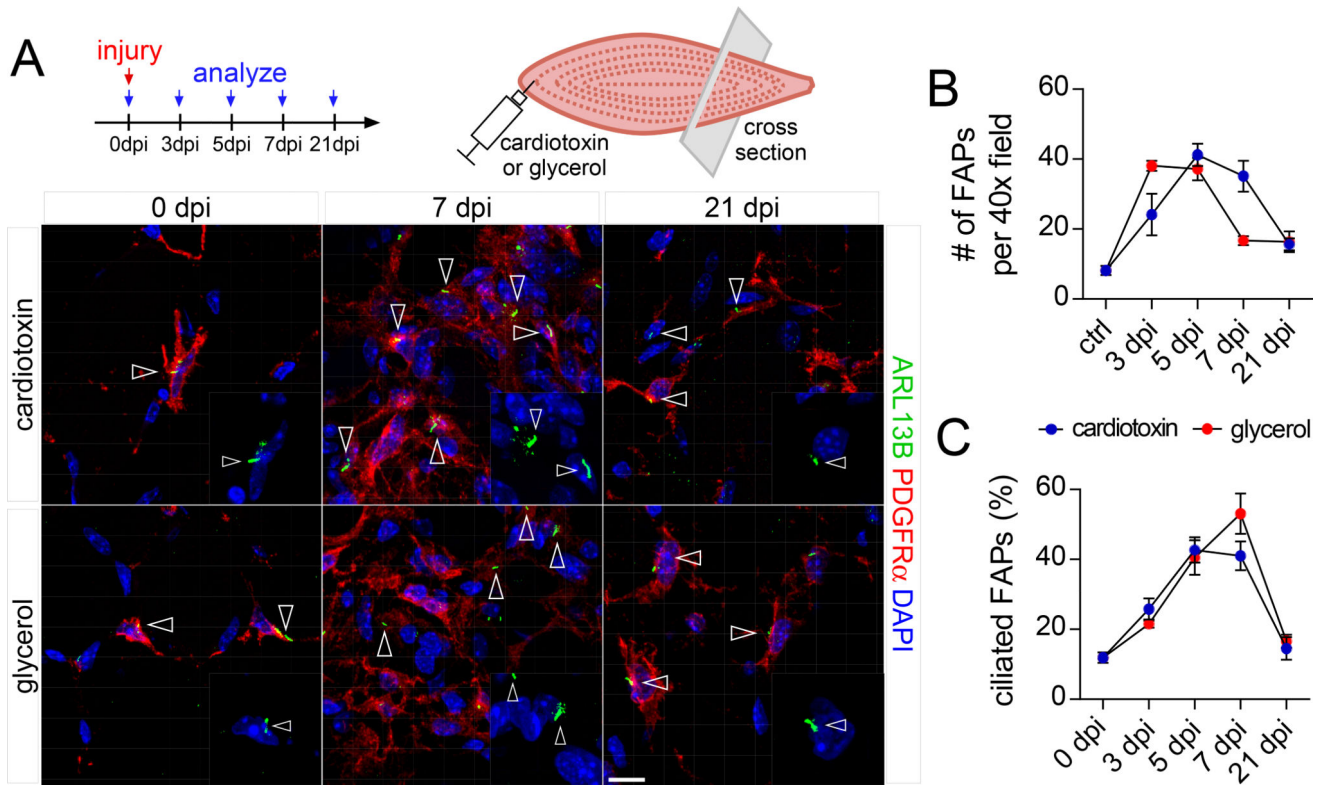 A
injury
analyze
0dpi 3dpi 5dpi 7dpi 21dpi
cardiotoxin
or glycerol
cross
section
0 dpi 7 dpi 21 dpi
cardiotoxin
glycerol
ARL13B PDGFRα DAPI
B
# of FAPs
per 40x field
60
40
20
0
ctrl 3 dpi 5 dpi 7 dpi 21 dpi
cardiotoxin glycerol
C
ciliated FAPs (%)
60
40
20
0
0 dpi 3 dpi 5 dpi 7 dpi 21 dpi